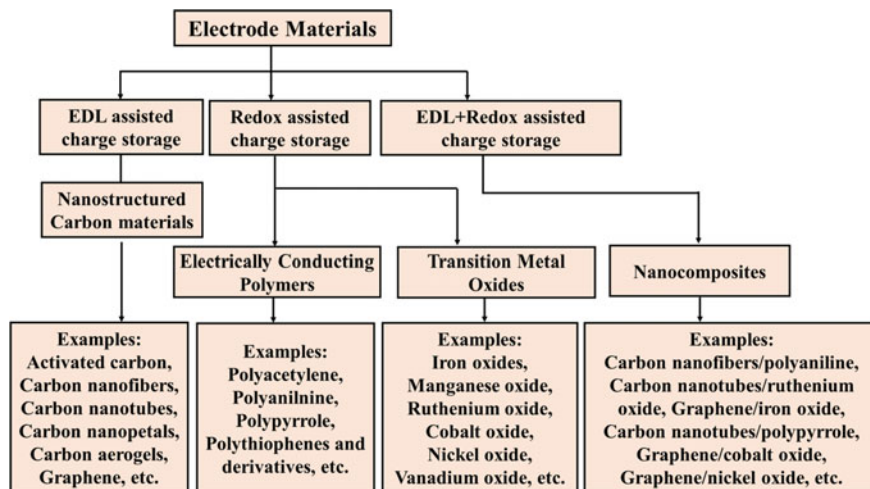 Electrode Materials
EDL assisted
charge storage
Redox assisted
charge storage
EDL+Redox assisted
charge storage
Nanostructured
Carbon materials
Electrically Conducting
Polymers
Transition Metal
Oxides
Nanocomposites
Examples:
Activated carbon,
Carbon nanofibers,
Carbon nanotubes,
Carbon nanopetals,
Carbon aerogels,
Graphene, etc.
Examples:
Polyacetylene,
Polyanilnine,
Polypyrrole,
Polythiophenes and
derivatives, etc.
Examples:
Iron oxides,
Manganese oxide,
Ruthenium oxide,
Cobalt oxide,
Nickel oxide,
Vanadium oxide, etc.
Examples:
Carbon nanofibers/polyaniline,
Carbon nanotubes/ruthenium
oxide, Graphene/iron oxide,
Carbon nanotubes/polypyrrole,
Graphene/cobalt oxide,
Graphene/nickel oxide, etc.